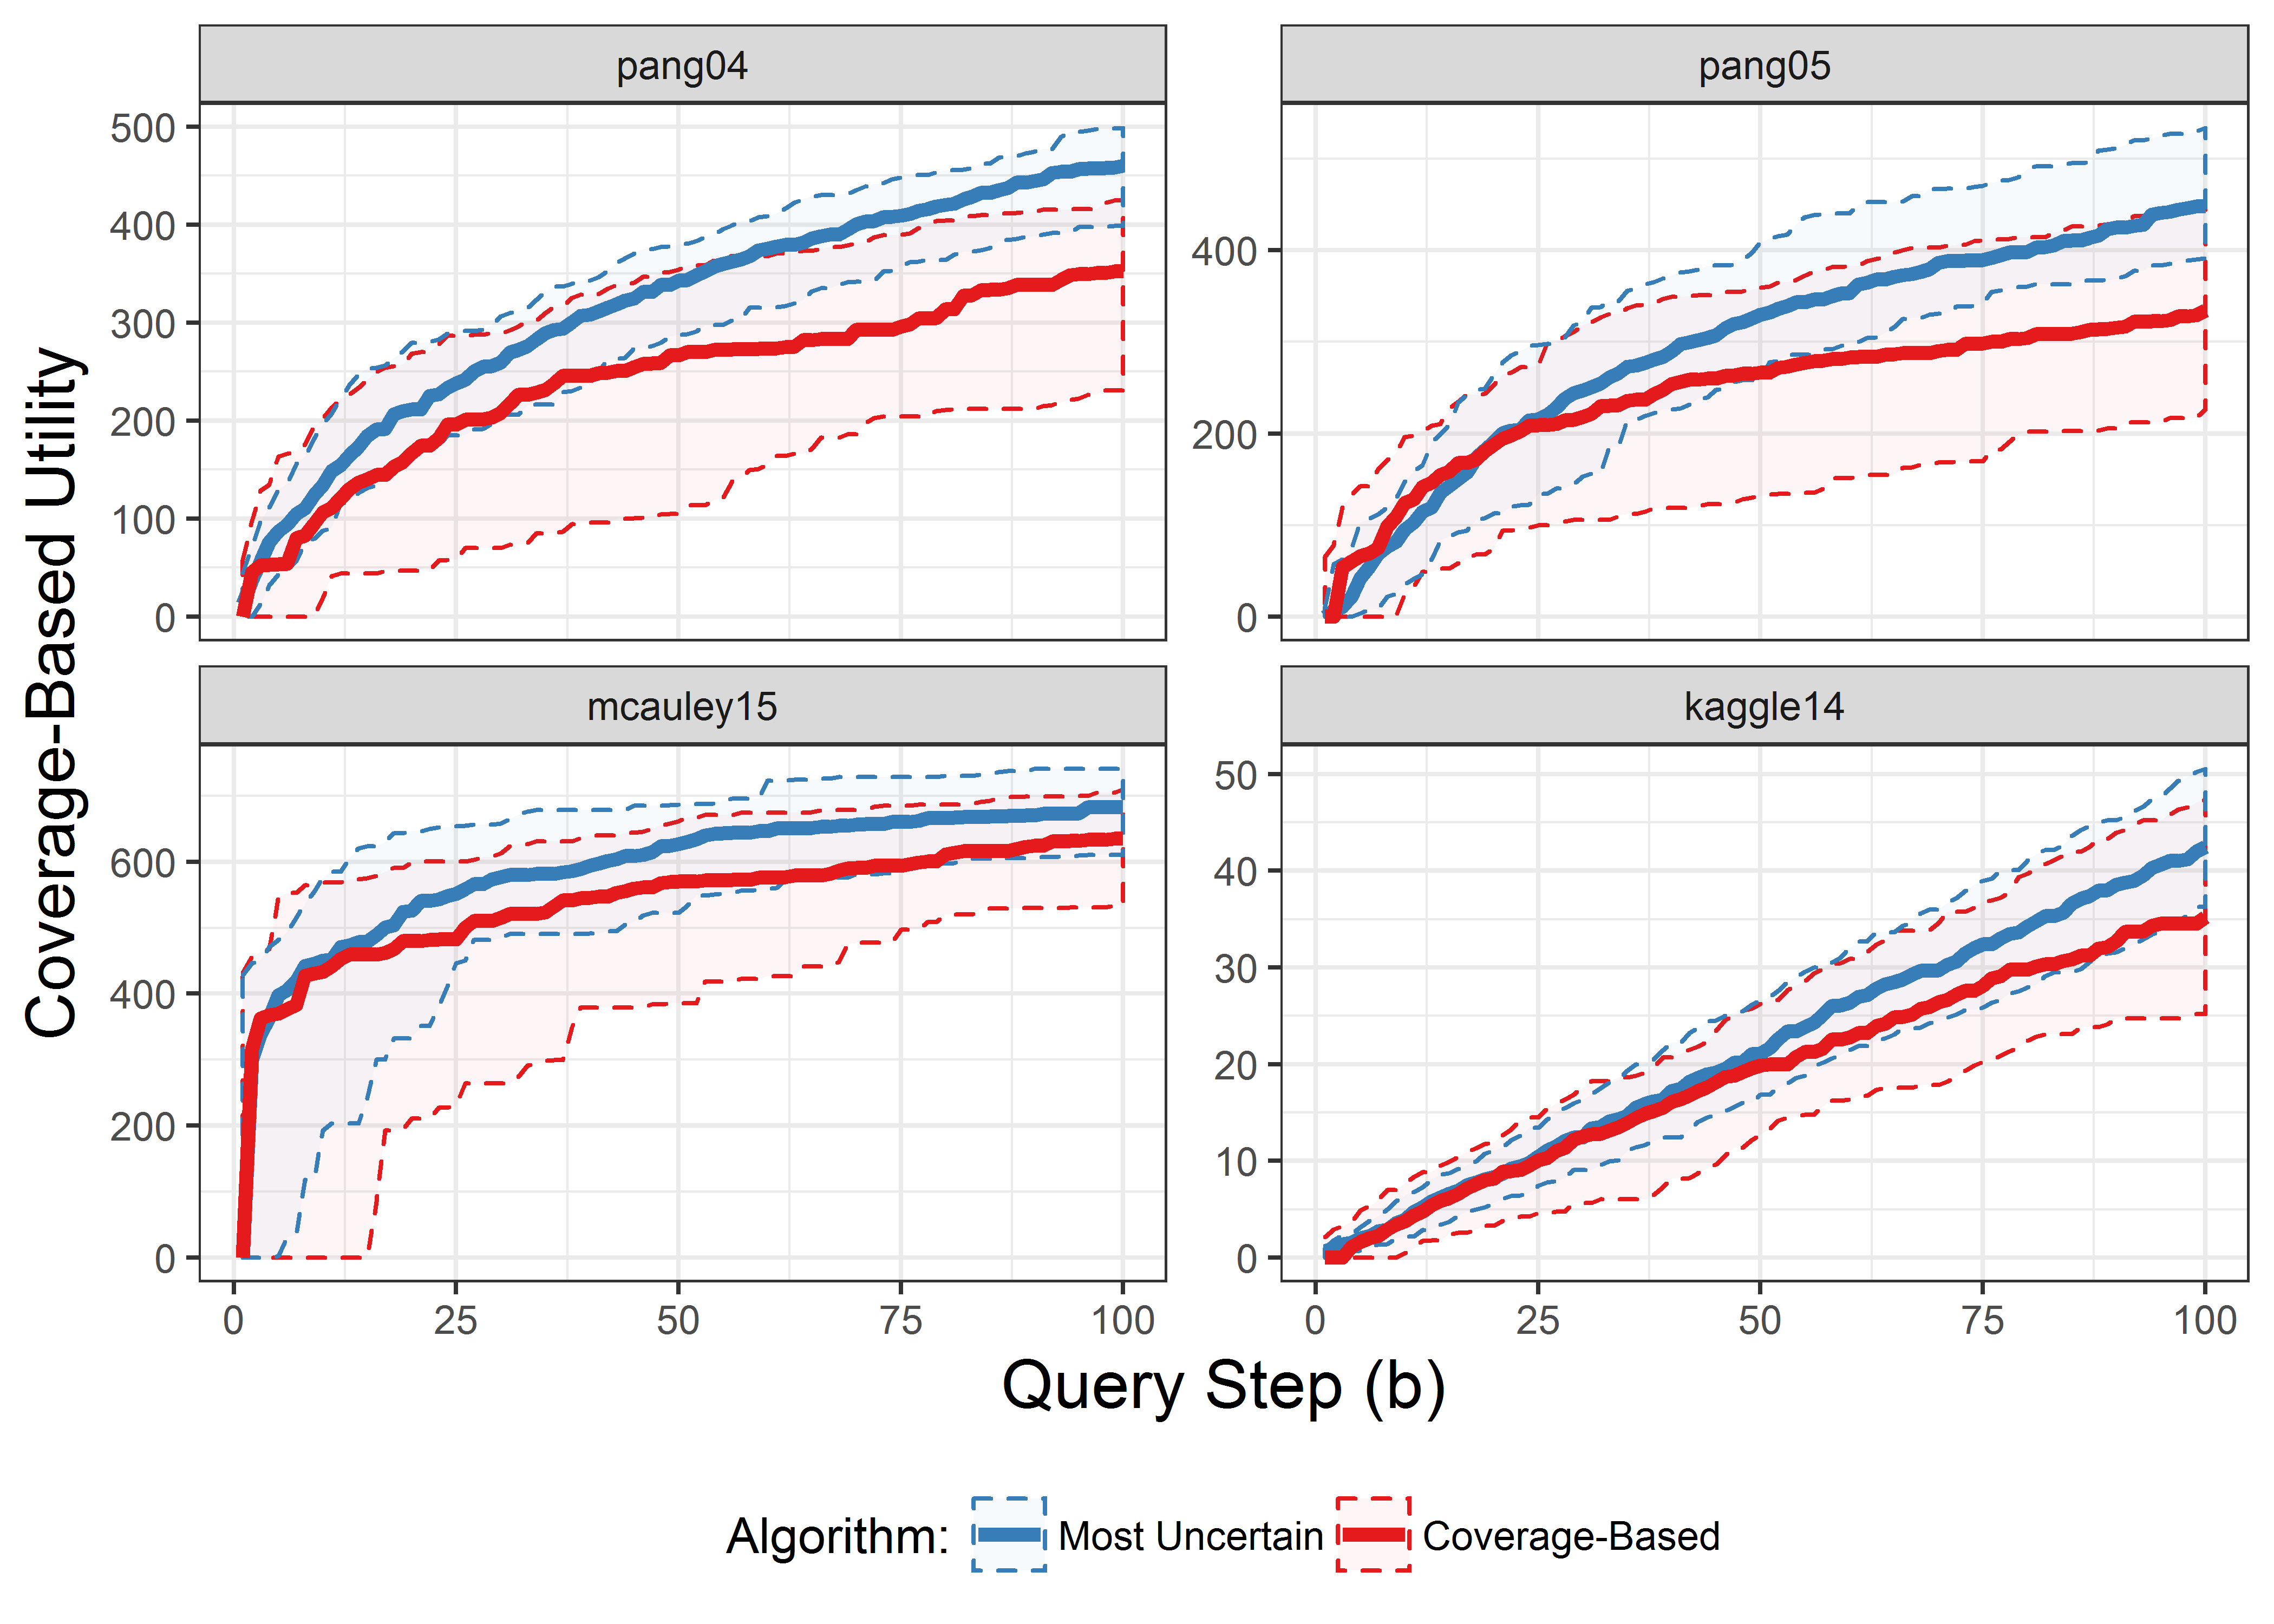 pang04
pang05
500
400
300
200
100
0
400
200
0
mcauley15
kaggle14
600
400
200
0
50
40
30
20
10
0
0 25 50 75 100
0 25 50 75 100
Coverage-Based Utility
Query Step (b)
Algorithm: Most Uncertain Coverage-Based